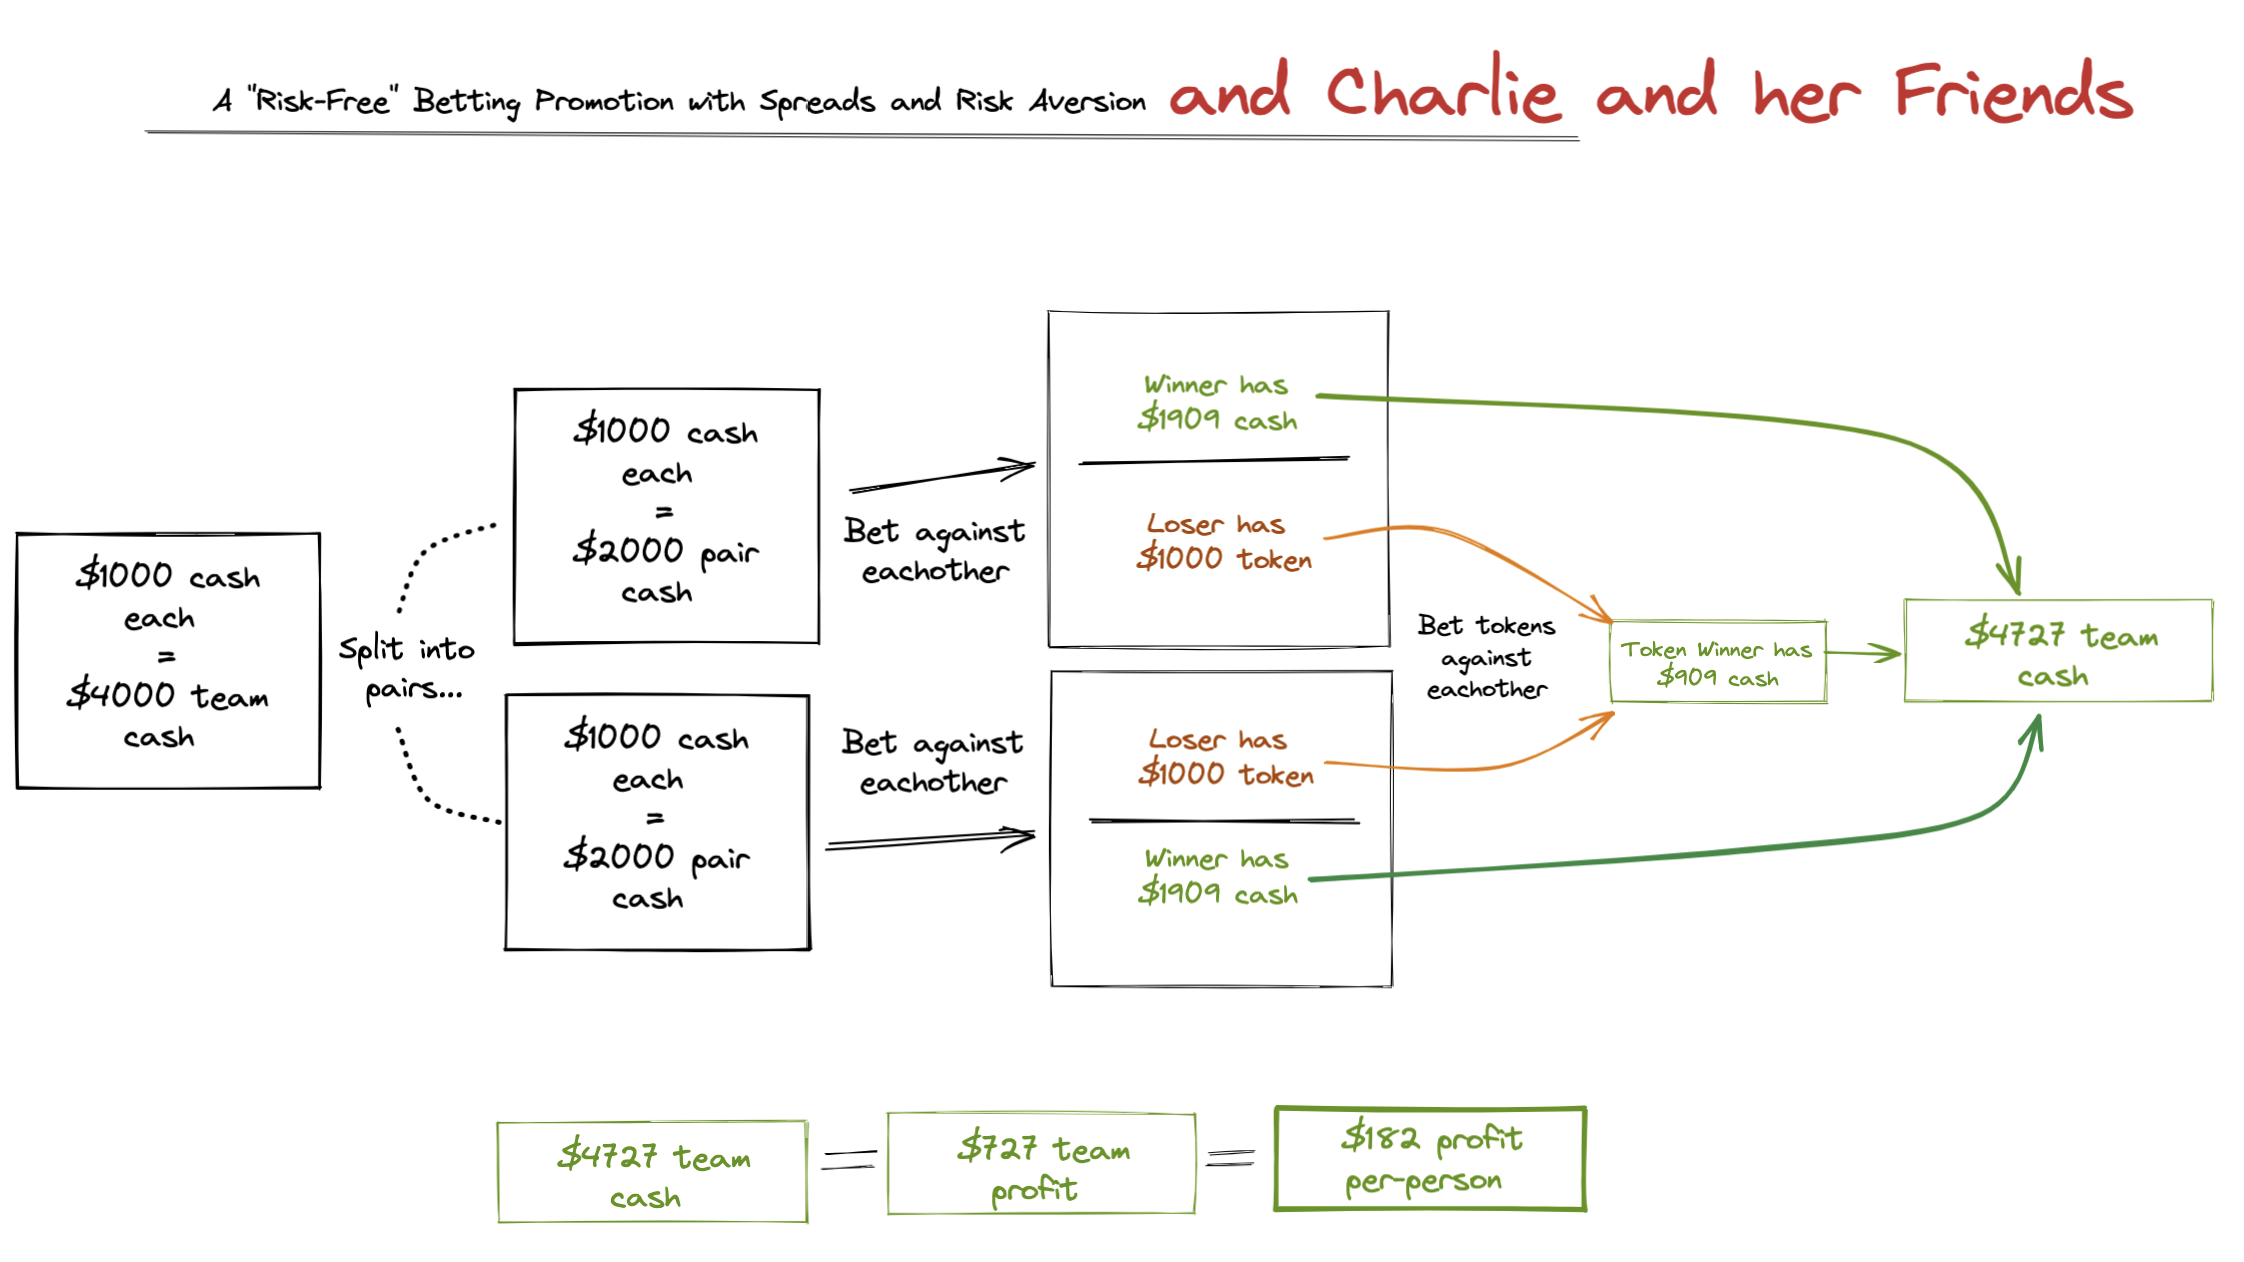 A "Risk-Free" Betting Promotion with Spreads and Risk Aversion and Charlie and her Friends
$1000 cash
each
=
$4000 team
cash
Split into
pairs...
$1000 cash
each
=
$2000 pair
cash
$1000 cash
each
=
$2000 pair
cash
Bet against
eachother
Bet against
eachother
Winner has
$1909 cash
Loser has
$1000 token
Loser has
$1000 token
Winner has
$1909 cash
Bet tokens
against
eachother
Token Winner has
$909 cash
$4727 team
cash
$4727 team
cash
=
$727 team
profit
=
$182 profit
per-person